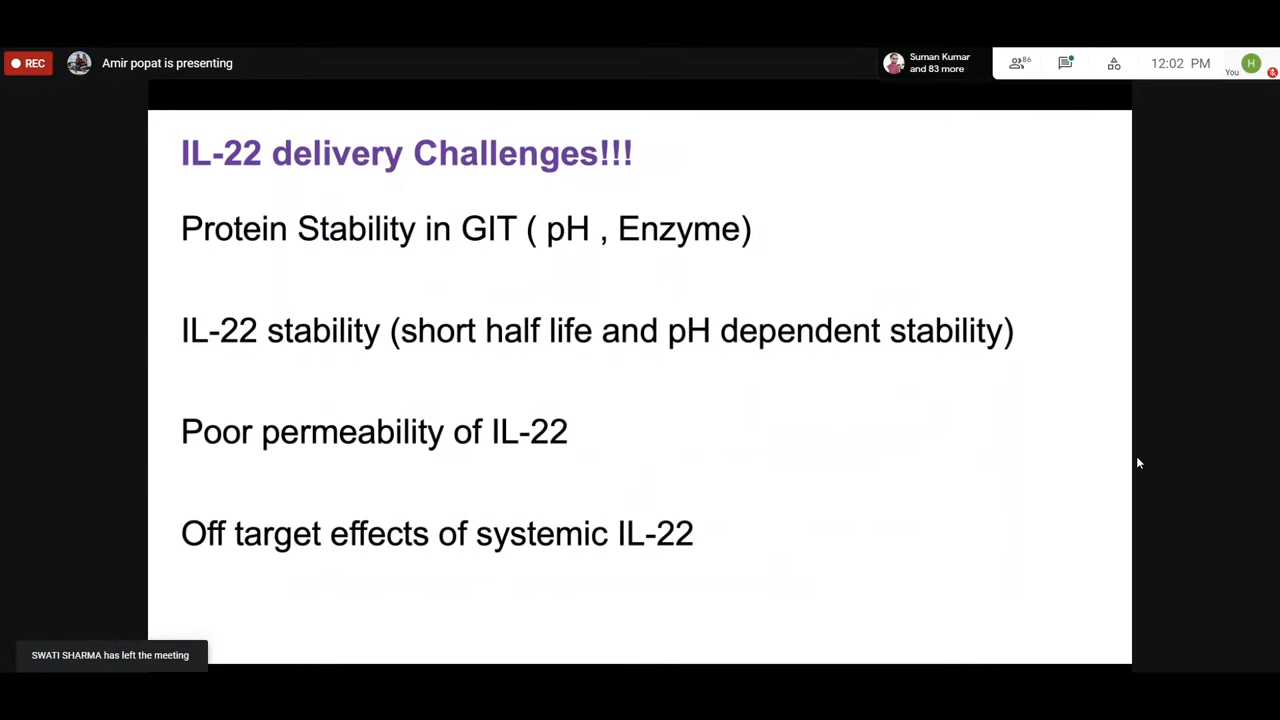 REC
Amir popat is presenting
Suman Kumar
and 83 more
86
12:02 PM
You
H
IL-22 delivery Challenges!!!
Protein Stability in GIT ( pH , Enzyme)
IL-22 stability (short half life and pH dependent stability)
Poor permeability of IL-22
Off target effects of systemic IL-22
SWATI SHARMA has left the meeting